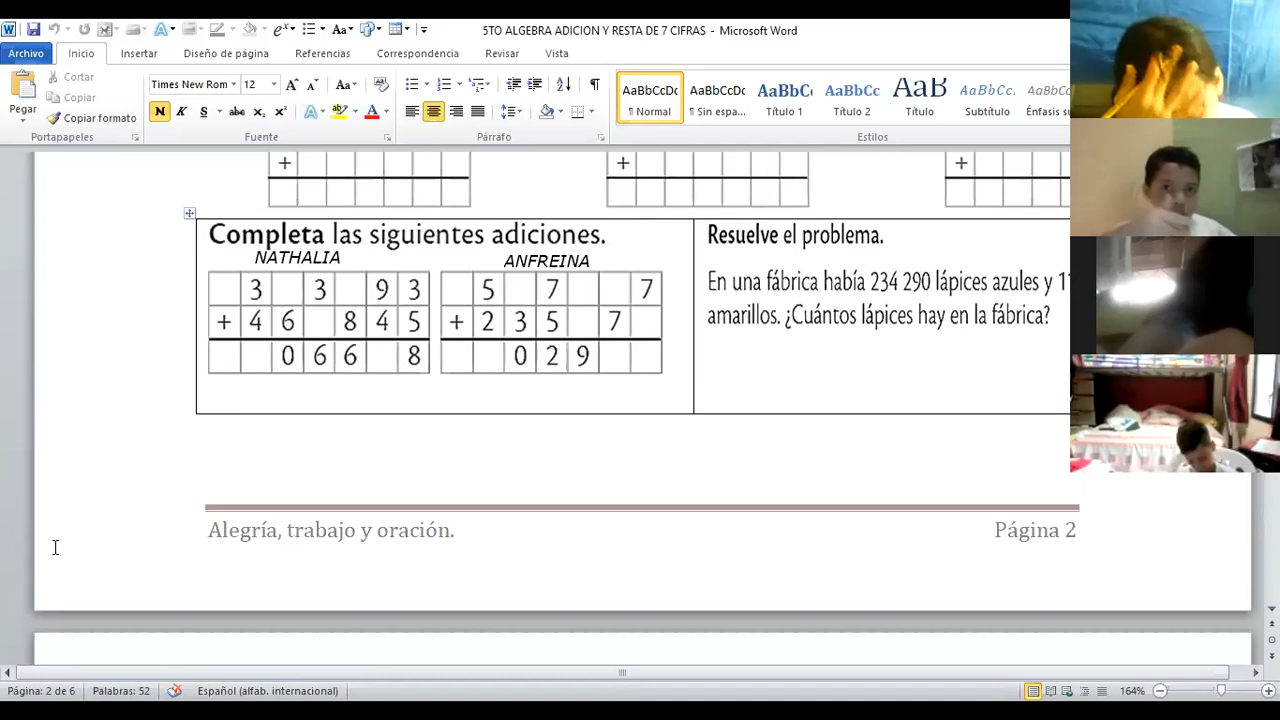 5TO ALGEBRA ADICION Y RESTA DE 7 CIFRAS - Microsoft Word
Archivo Inicio Insertar Diseño de página Referencias Correspondencia Revisar Vista
Pegar
Cortar
Copiar
Copiar formato
Times New Rom 12
AaBbCcDc AaBbCcDc AaBbC AaBbCc AaB AaBbCc. AaBbCcD
¶ Normal ¶ Sin espa... Título 1 Título 2 Título Subtítulo Énfasis su
Portapapeles Fuente Párrafo Estilos
+ + +
Completa las siguientes adiciones.
NATHALIA ANFREINA
3 3 9 3
+ 4 6 8 4 5
0 6 6 8
5 7 7
+ 2 3 5 7
0 2 9
Resuelve el problema.
En una fábrica había 234 290 lápices azules y 1
amarillos. ¿Cuántos lápices hay en la fábrica?
Alegría, trabajo y oración. Página 2
Página: 2 de 6 Palabras: 52 Español (alfab. internacional) 164%